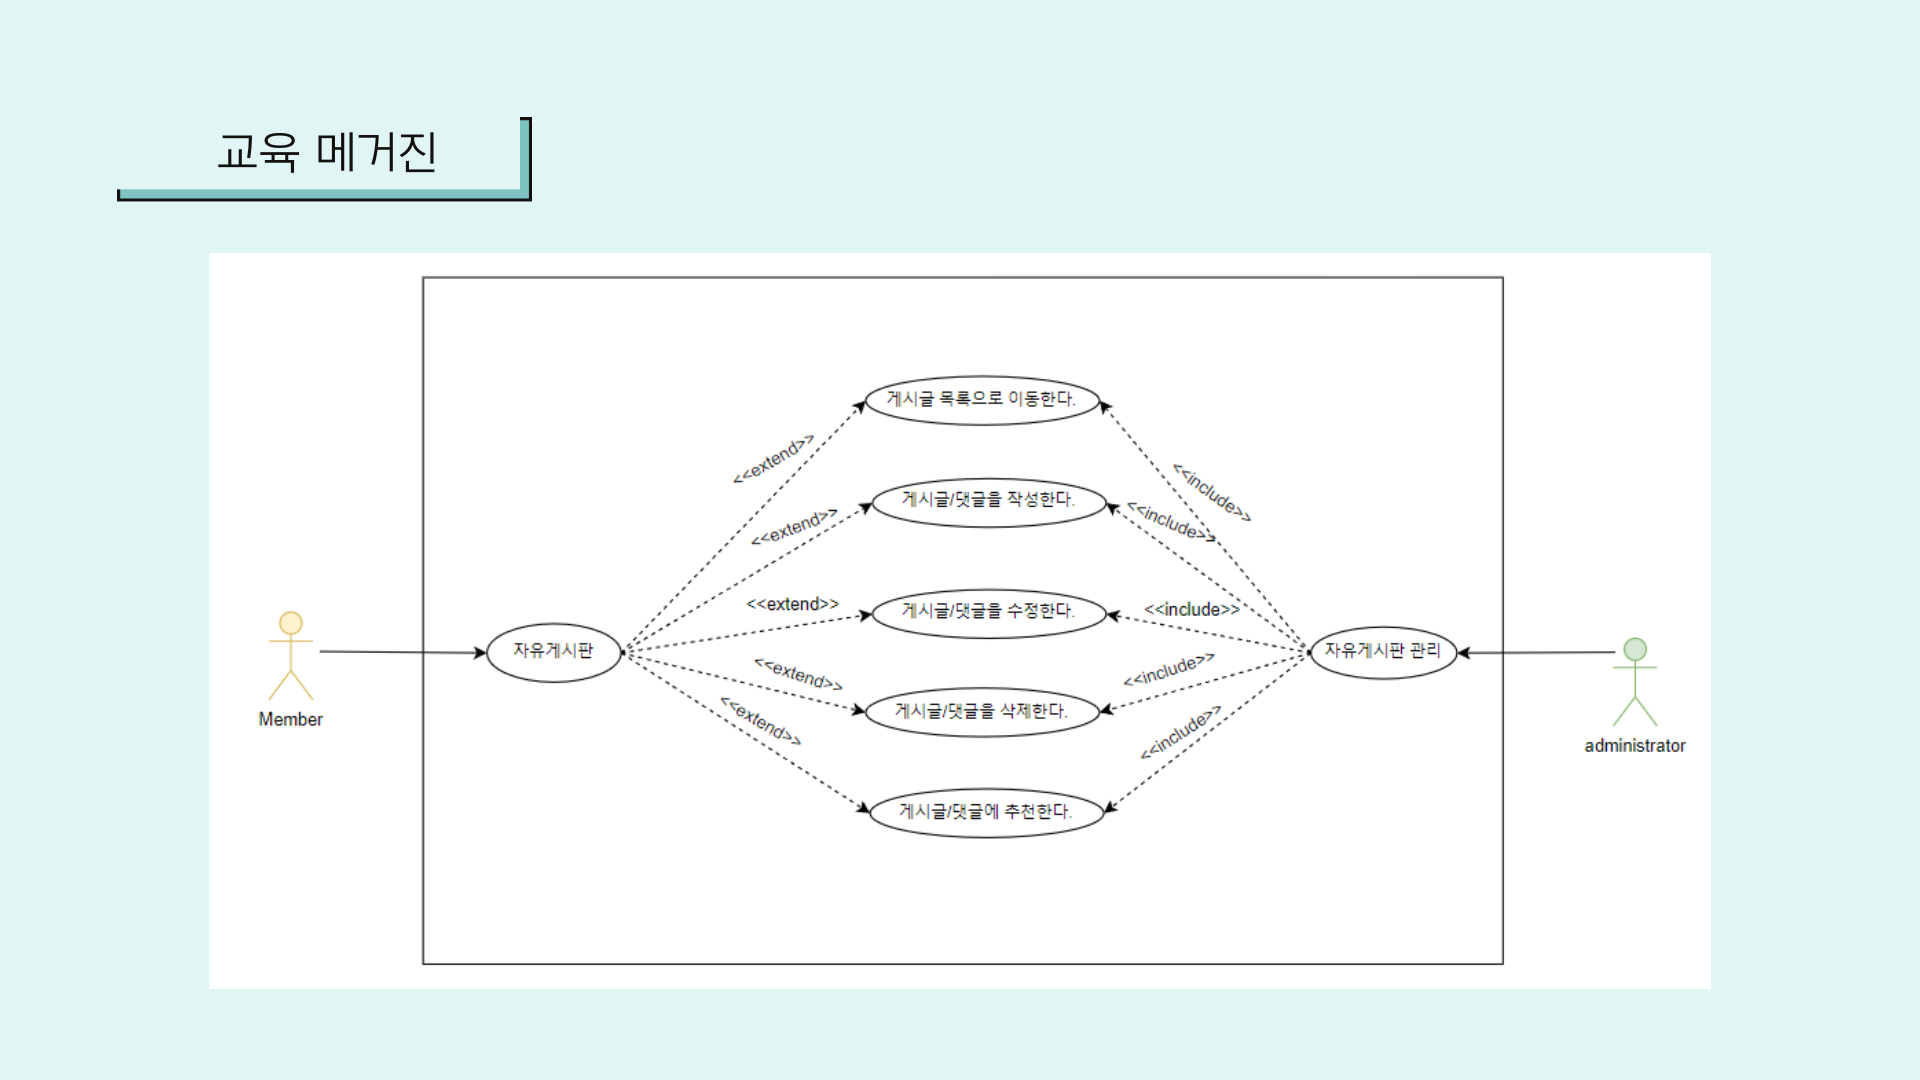 교육 메거진
게시글 목록으로 이동한다.
<<extend>>
<<include>>
게시글/댓글을 작성한다.
<<extend>>
<<include>>
게시글/댓글을 수정한다.
<<extend>>
<<include>>
자유게시판
자유게시판 관리
<<extend>>
<<include>>
게시글/댓글을 삭제한다.
<<extend>>
<<include>>
Member
administrator
게시글/댓글에 추천한다.